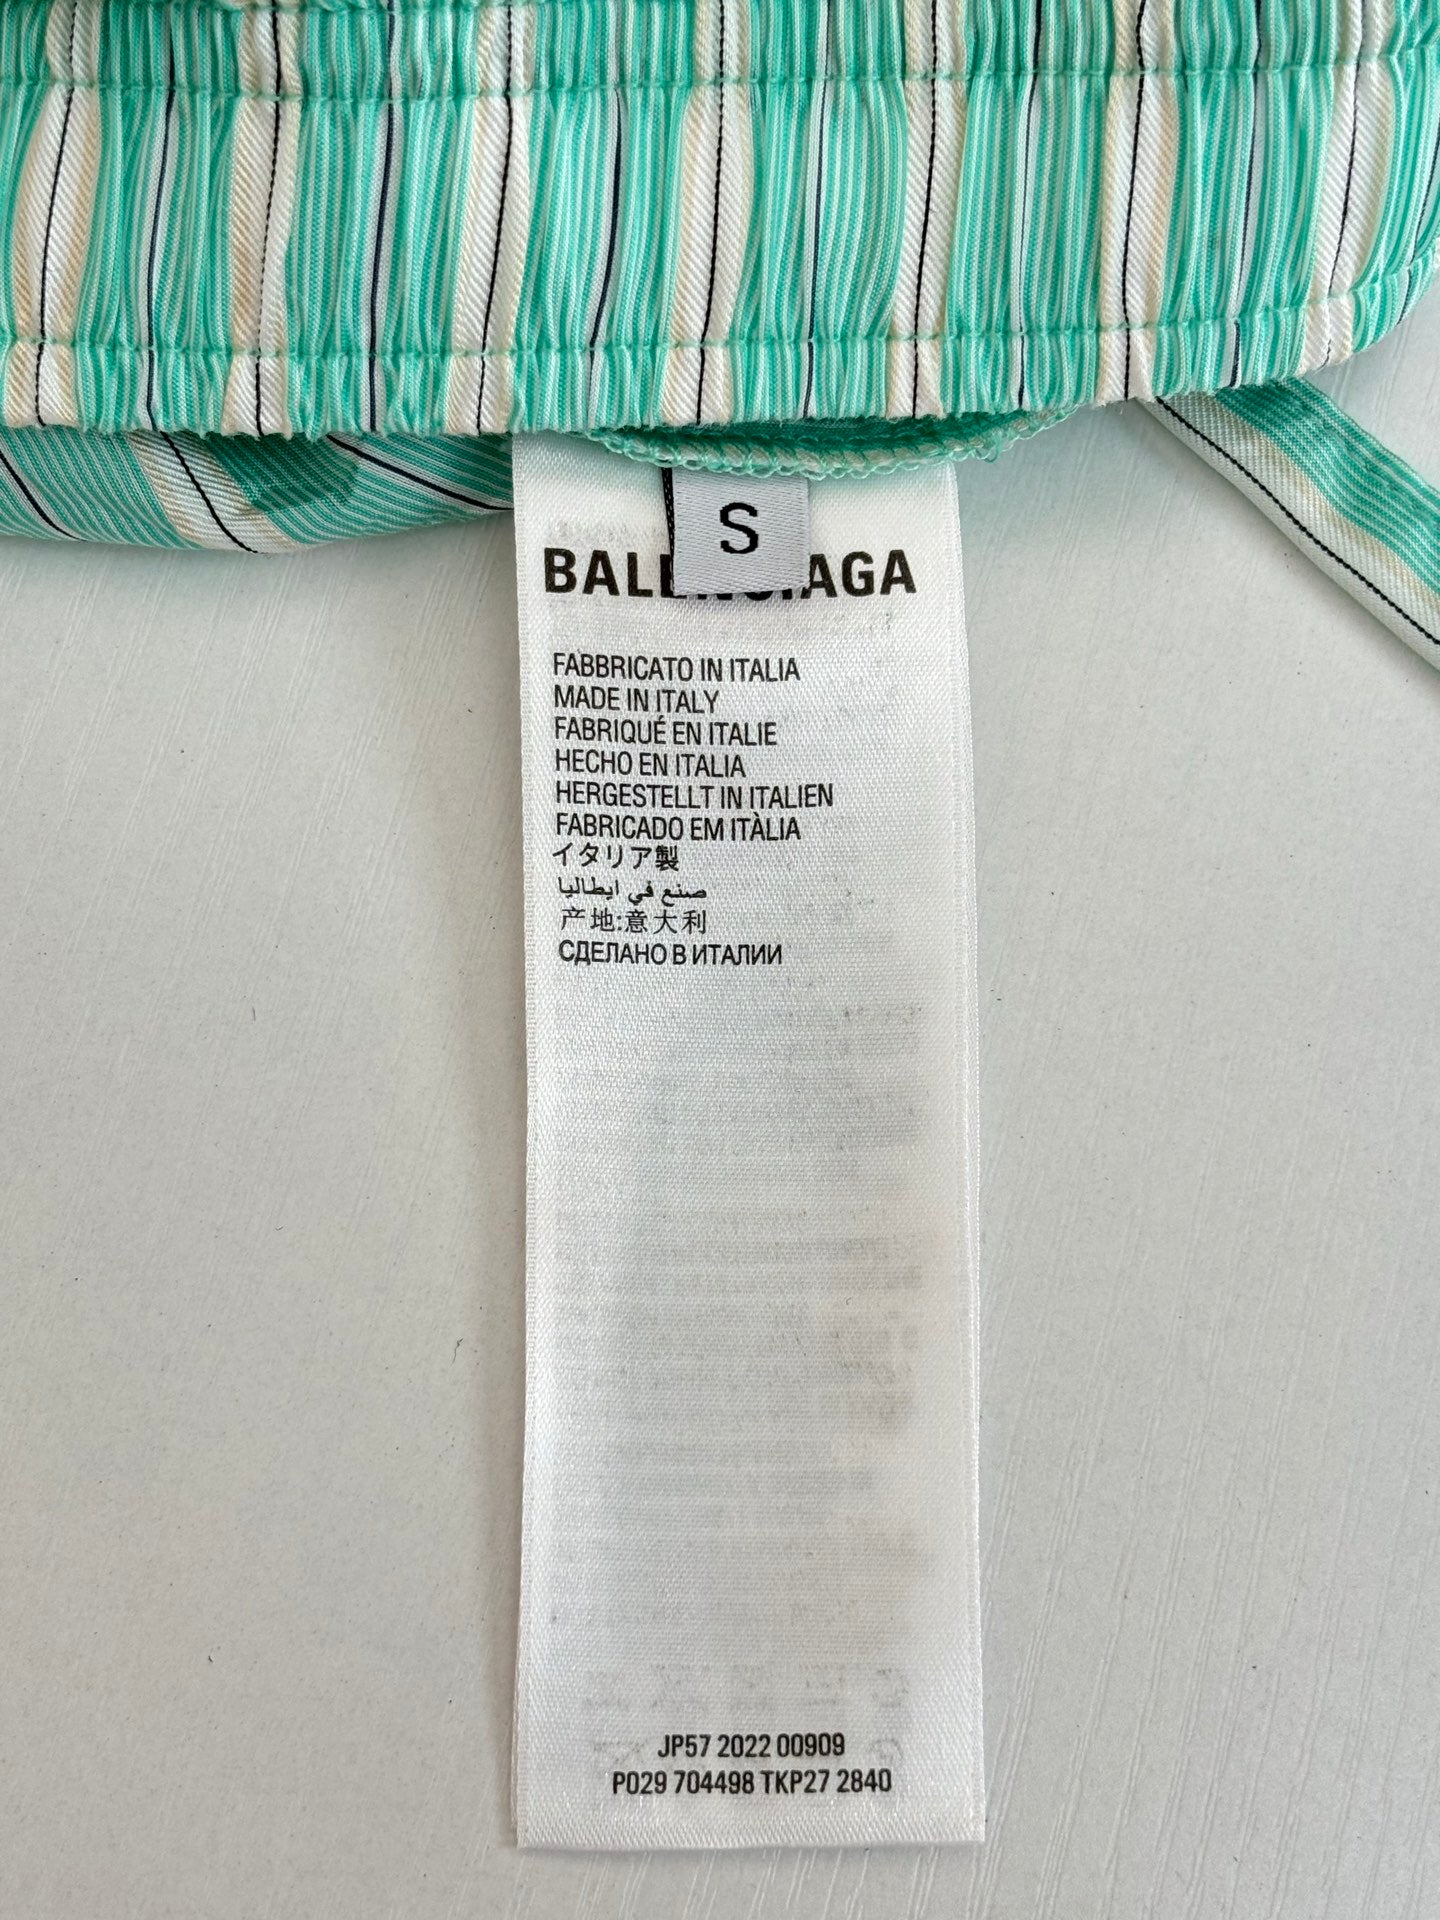 S
BALENCIAGA
FABBRICATO IN ITALIA
MADE IN ITALY
FABRIQUÉ EN ITALIE
HECHO EN ITALIA
HERGESTELLT IN ITALIEN
FABRICADO EM ITÀLIA
イタリア製
صنع في ايطاليا
产地:意大利
СДЕЛАНО В ИТАЛИИ
JP57 2022 00909
P029 704498 TKP27 2840